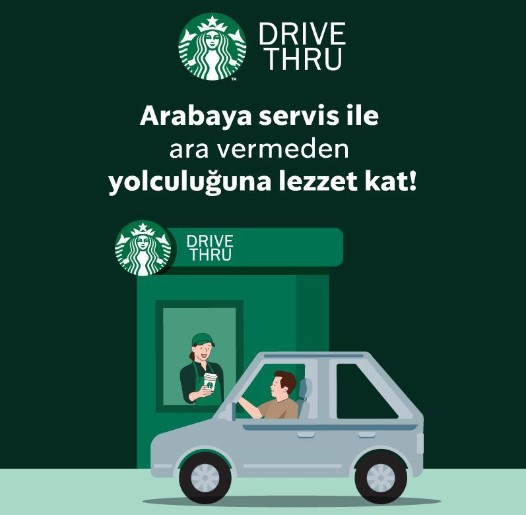 DRIVE
THRU
Arabaya servis ile
ara vermeden
yolculuğuna lezzet kat!
DRIVE
THRU